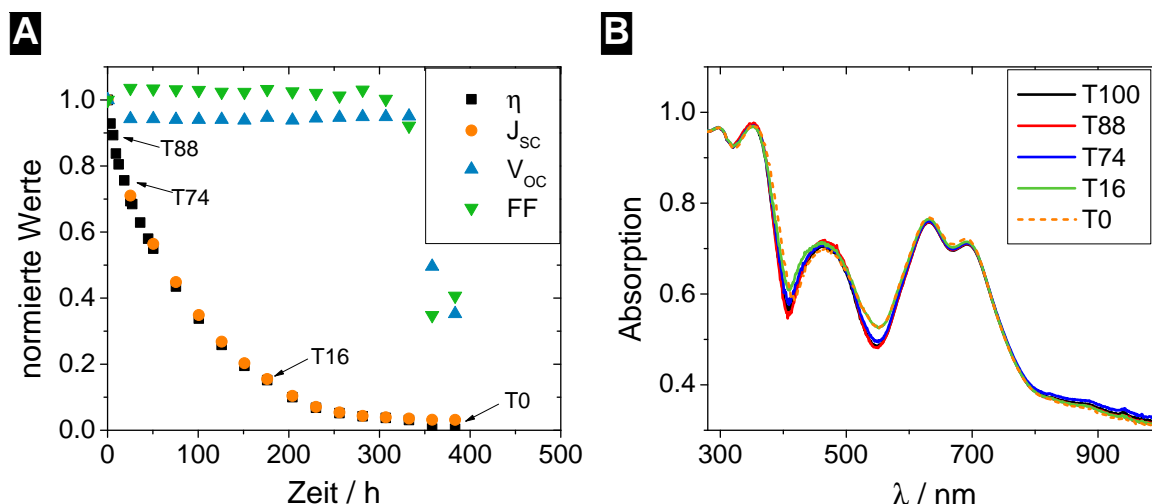 A
normierte Werte
1.0
0.8
0.6
0.4
0.2
0.0
0
100
200
300
400
500
Zeit / h
T88
T74
T16
T0
η
J_SC
V_OC
FF
B
Absorption
1.0
0.8
0.6
0.4
300
500
700
900
λ / nm
T100
T88
T74
T16
T0